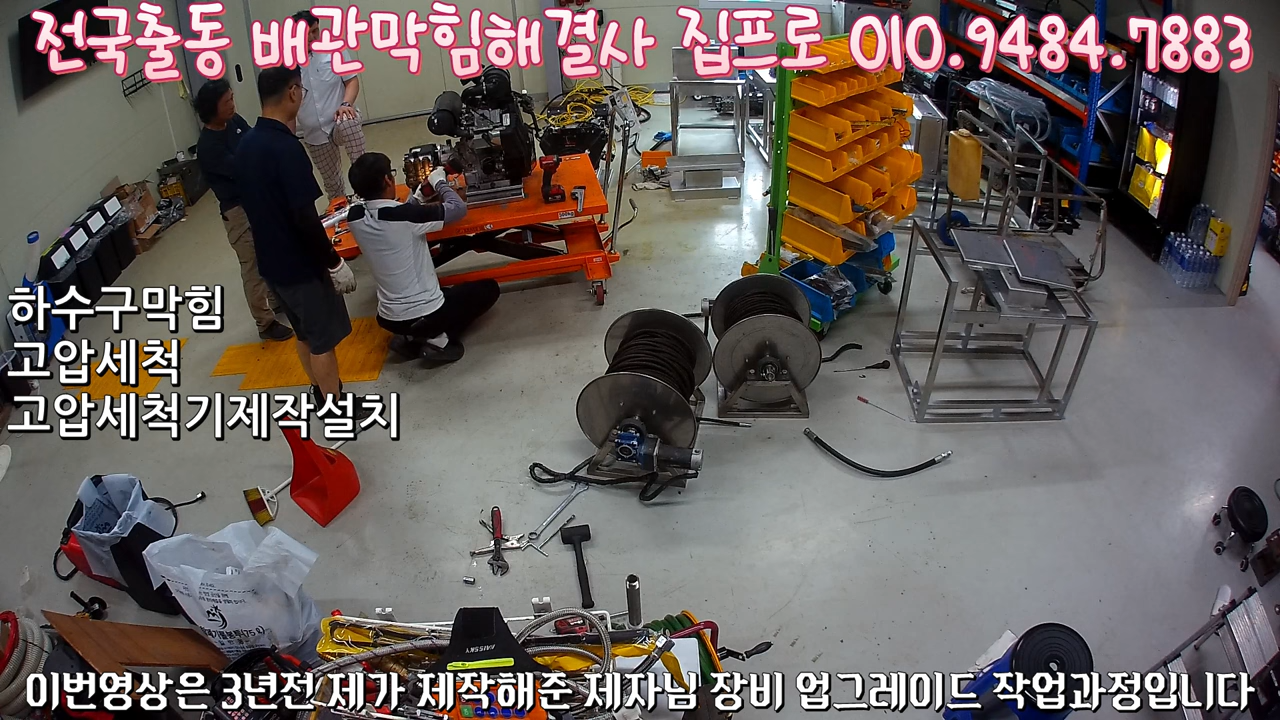 전국출동 배관막힘해결사 집프로 010.9484.7883
하수구막힘
고압세척
고압세척기제작설치
HAISSKY
이번영상은 3년전 제가 제작해준 제자님 장비 업그레이드 작업과정입니다